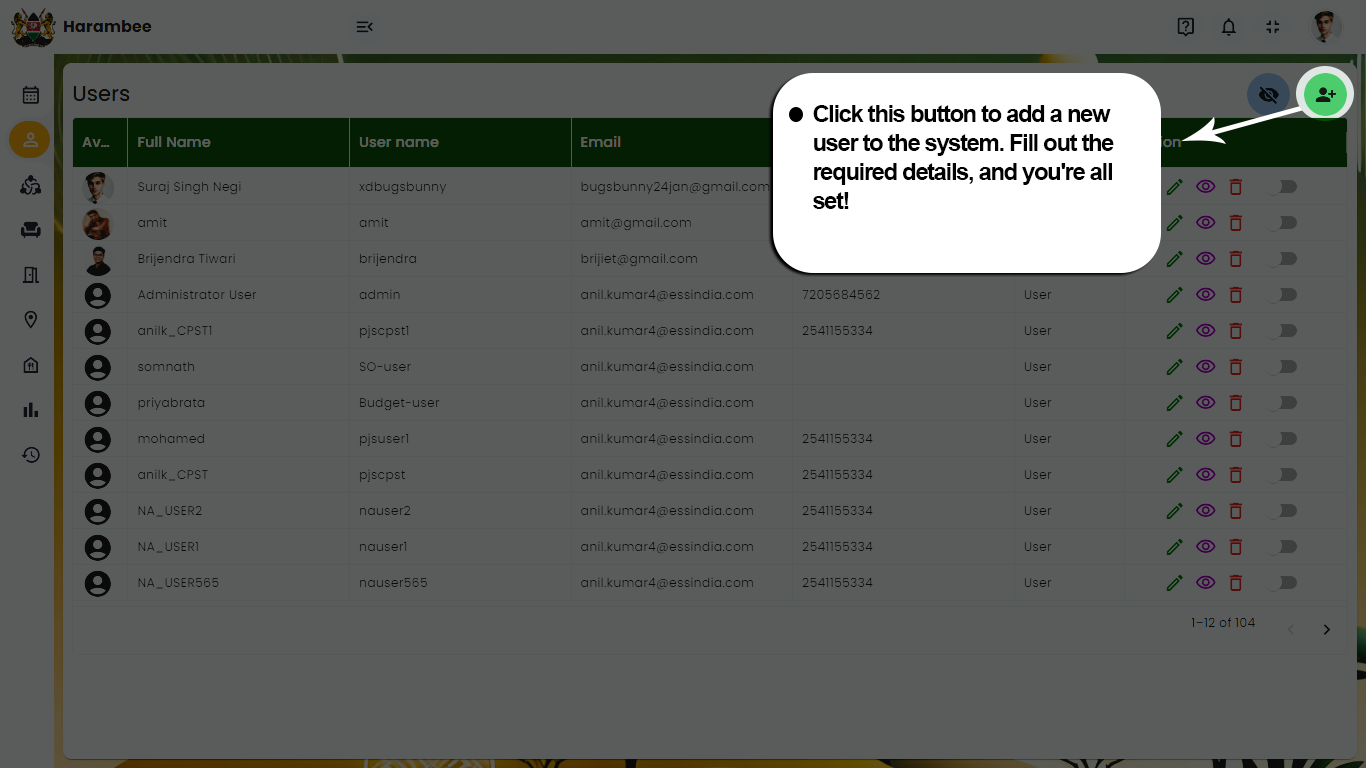 Harambee
Users
Av... Full Name User name Email ion
Click this button to add a new
user to the system. Fill out the
required details, and you're all
set!
Suraj Singh Negi xdbugsbunny bugsbunny24jan@gmail.com
amit amit amit@gmail.com
Brijendra Tiwari brijendra brijiet@gmail.com
Administrator User admin anil.kumar4@essindia.com 7205684562 User
anilk_CPST1 pjscpst1 anil.kumar4@essindia.com 2541155334 User
somnath SO-user anil.kumar4@essindia.com User
priyabrata Budget-user anil.kumar4@essindia.com User
mohamed pjsuser1 anil.kumar4@essindia.com 2541155334 User
anilk_CPST pjscpst anil.kumar4@essindia.com 2541155334 User
NA_USER2 nauser2 anil.kumar4@essindia.com 2541155334 User
NA_USER1 nauser1 anil.kumar4@essindia.com 2541155334 User
NA_USER565 nauser565 anil.kumar4@essindia.com 2541155334 User
1-12 of 104